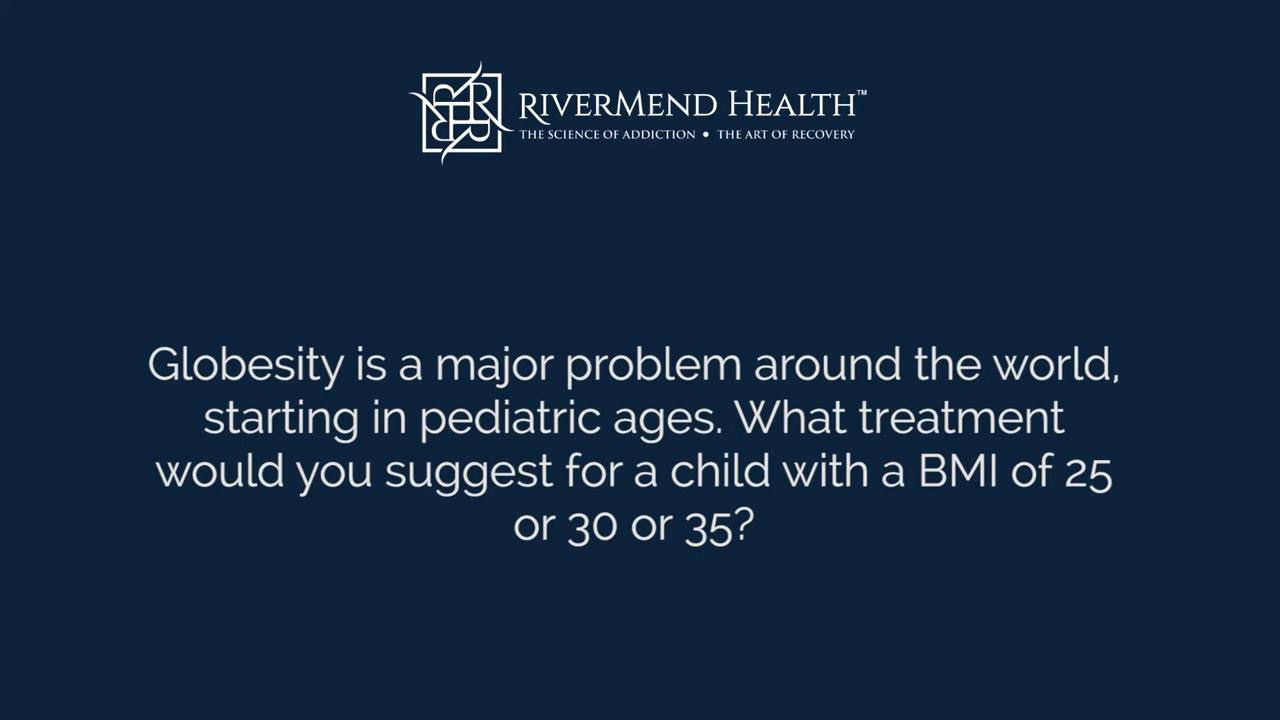 RIVERMEND HEALTH™
THE SCIENCE OF ADDICTION • THE ART OF RECOVERY
Globesity is a major problem around the world,
starting in pediatric ages. What treatment
would you suggest for a child with a BMI of 25
or 30 or 35?